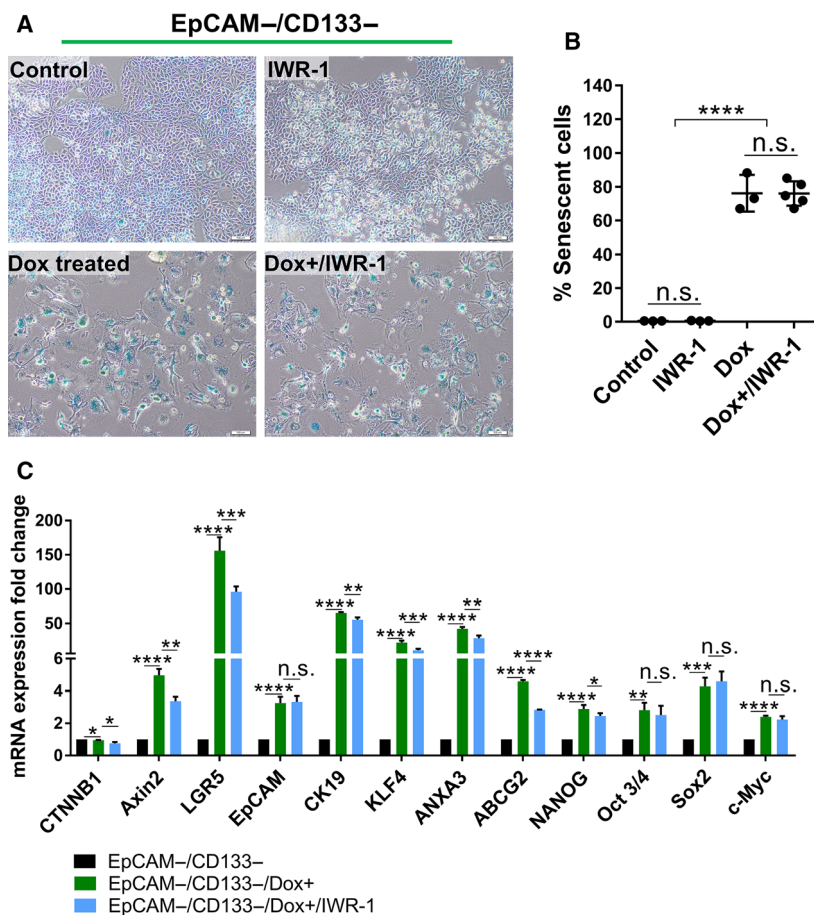 A
EpCAM–/CD133–
Control
IWR-1
Dox treated
Dox+/IWR-1
B
% Senescent cells
140
120
100
80
60
40
20
0
****
n.s.
n.s.
Control
IWR-1
Dox
Dox+/IWR-1
C
mRNA expression fold change
200
150
100
50
6
4
2
0
* *
**** **
**** ***
**** n.s.
**** **
**** ***
**** **
**** ****
**** *
** n.s.
*** n.s.
**** n.s.
CTNNB1
Axin2
LGR5
EpCAM
CK19
KLF4
ANXA3
ABCG2
NANOG
Oct 3/4
Sox2
c-Myc
EpCAM–/CD133–
EpCAM–/CD133–/Dox+
EpCAM–/CD133–/Dox+/IWR-1